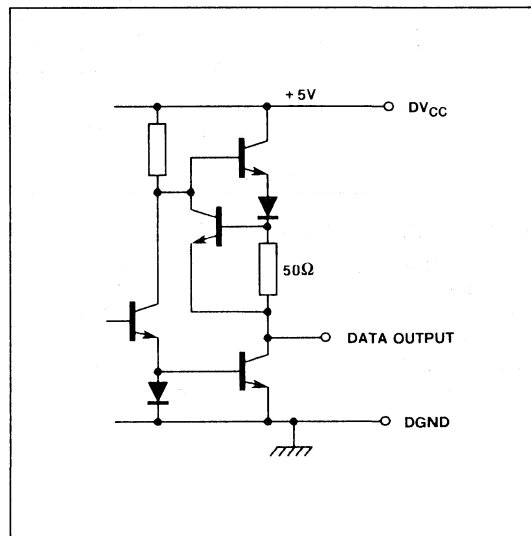 +5V
DVCC
50Ω
DATA OUTPUT
DGND